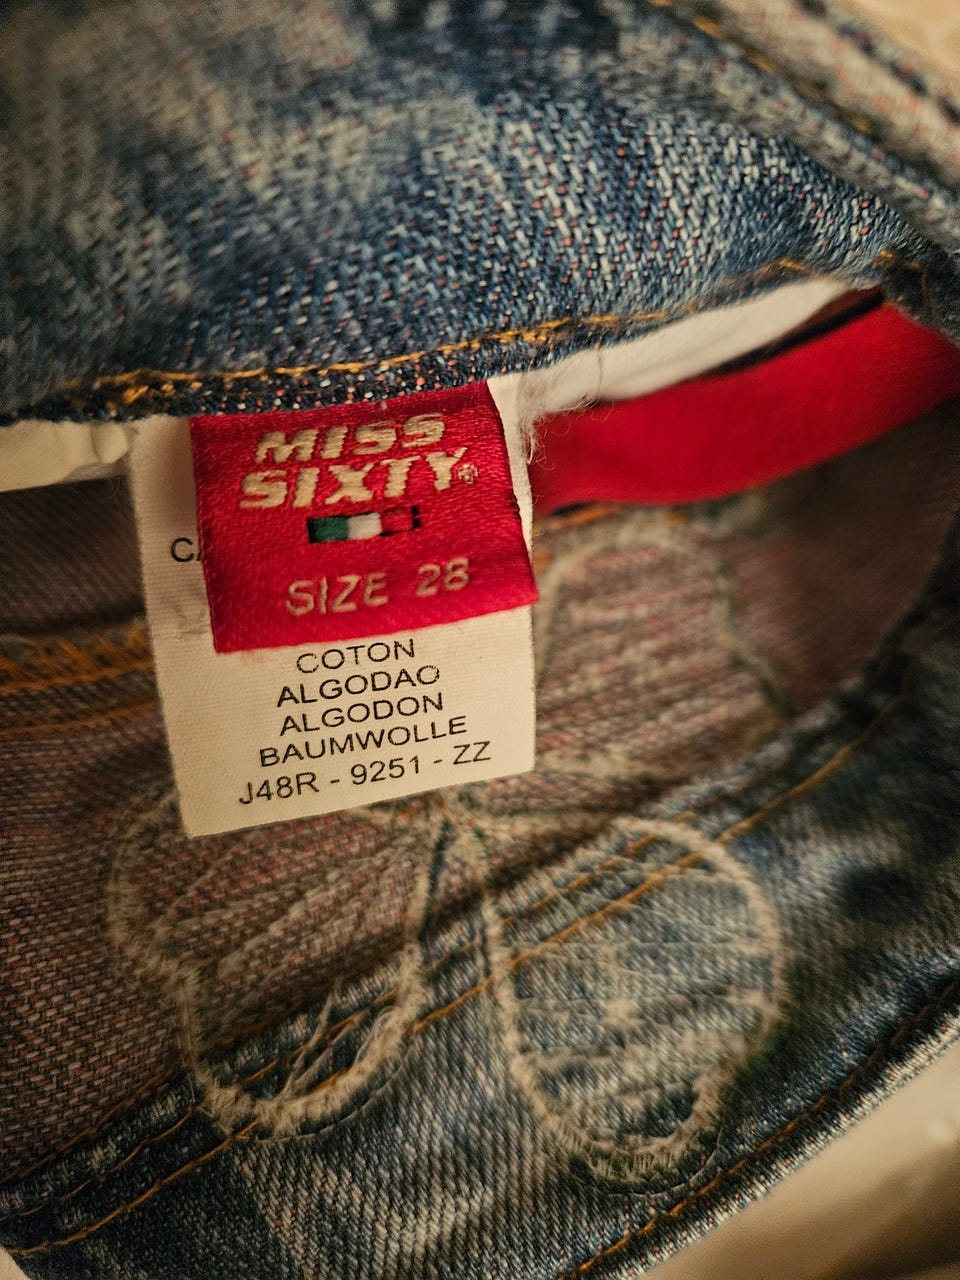 MISS
SIXTY®
SIZE 28
COTON
ALGODAO
ALGODON
BAUMWOLLE
J48R - 9251 - ZZ